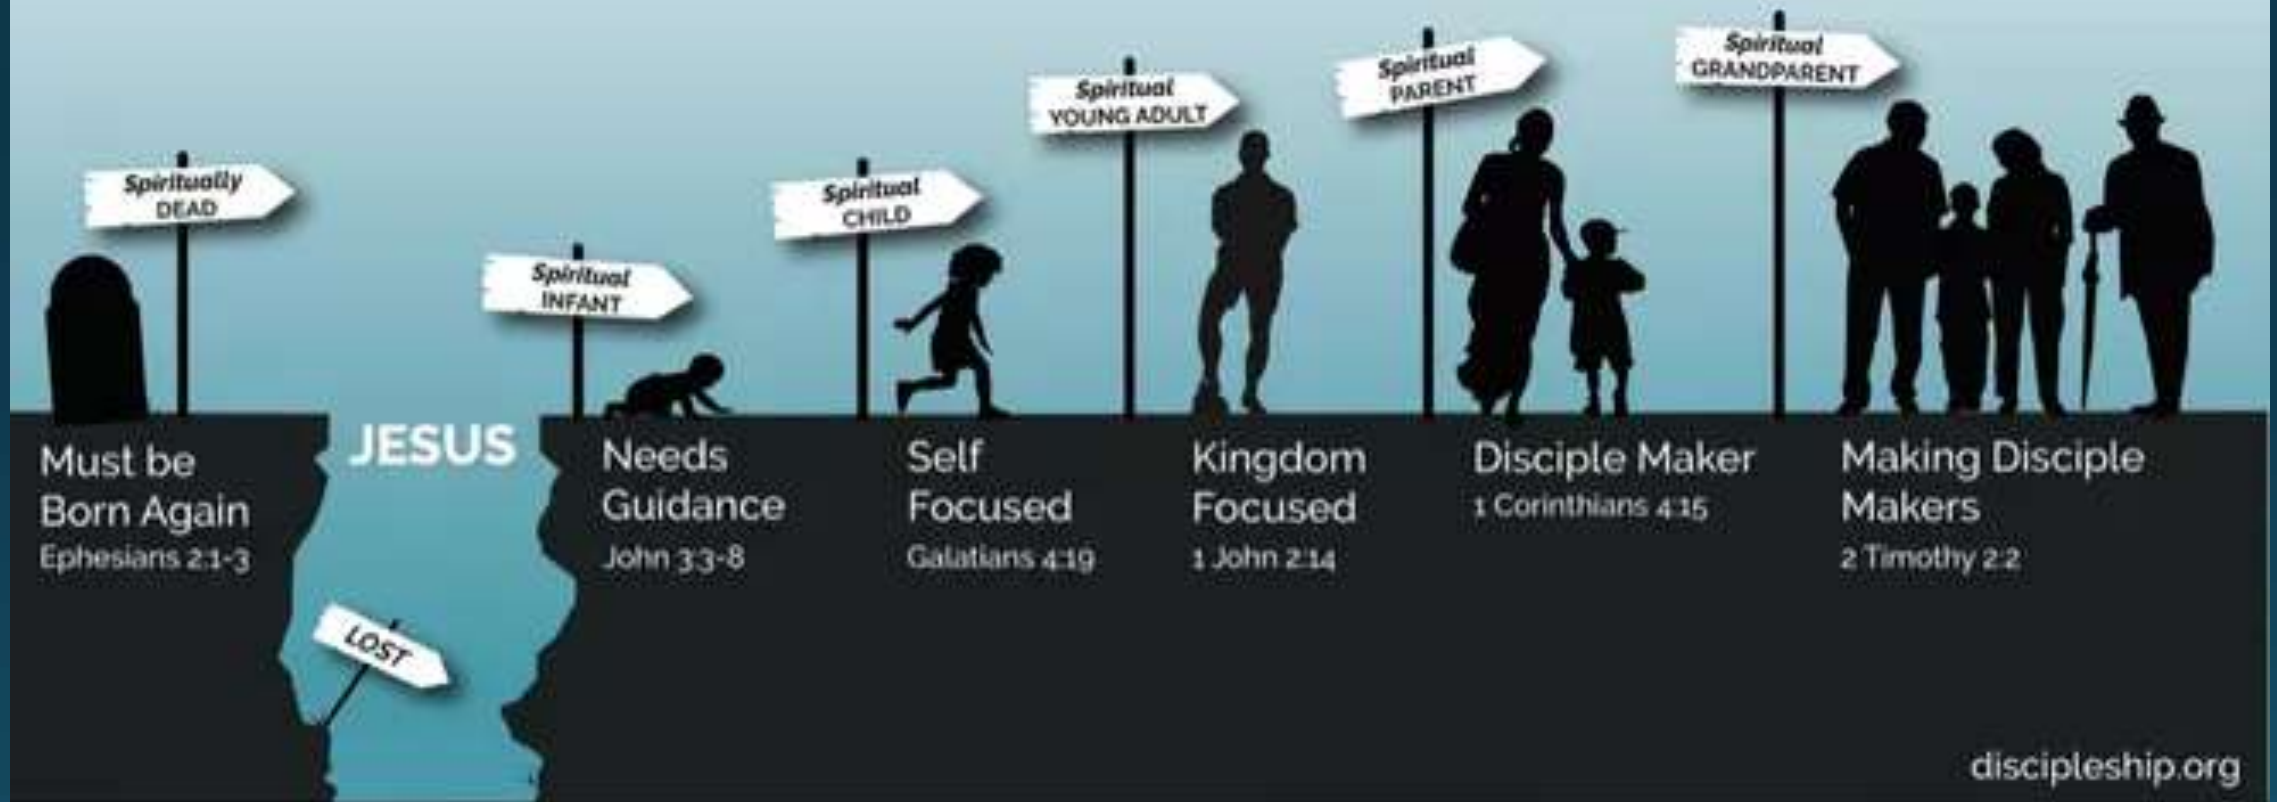 Spiritually
DEAD
Must be
Born Again
Ephesians 2:1-3
JESUS
LOST
Spiritual
INFANT
Needs
Guidance
John 3:3-8
Spiritual
CHILD
Self
Focused
Galatians 4:19
Spiritual
YOUNG ADULT
Kingdom
Focused
1 John 2:14
Spiritual
PARENT
Disciple Maker
1 Corinthians 4:15
Spiritual
GRANDPARENT
Making Disciple
Makers
2 Timothy 2:2
discipleship.org